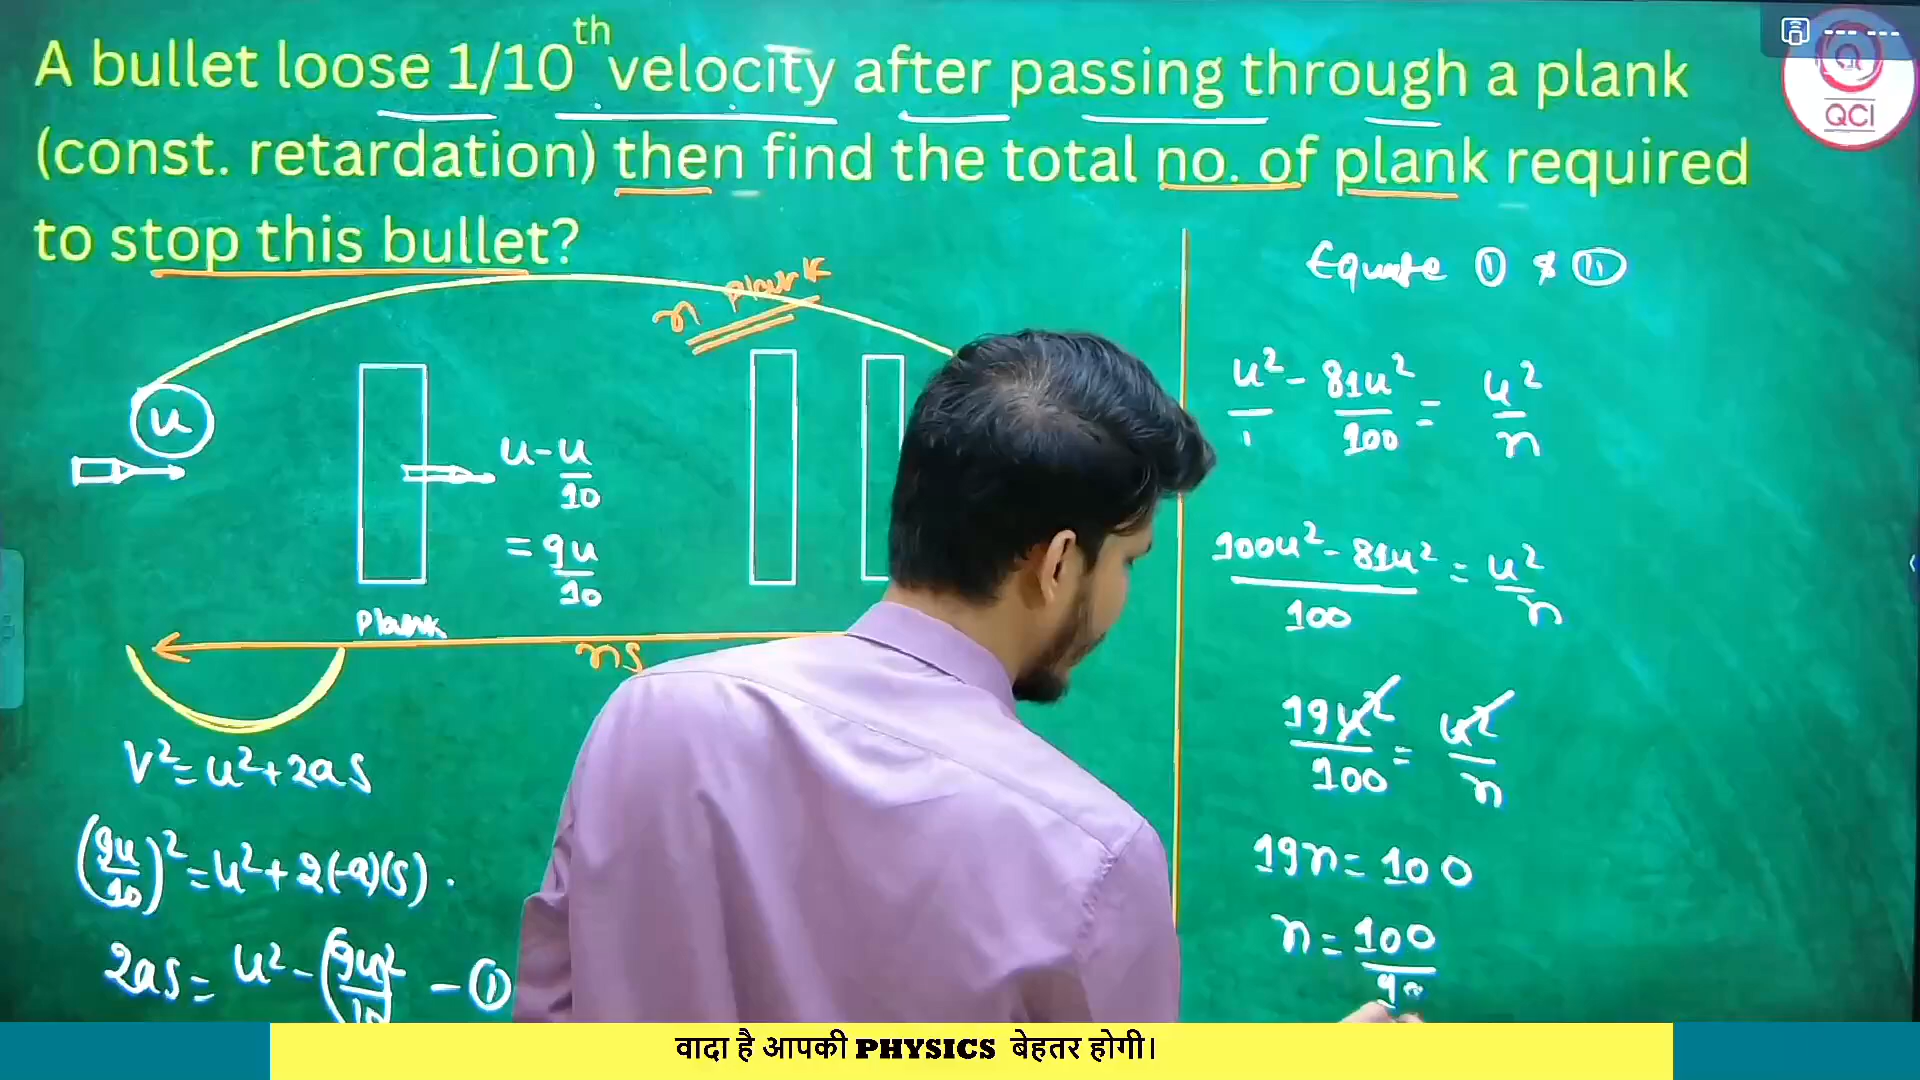 A bullet loose 1/10th velocity after passing through a plank
(const. retardation) then find the total no. of plank required
to stop this bullet?
QCI
n plank
u
u-u/10
= 9u/10
Plank
ns
V²=u²+2as
(9u/10)²=u²+2(-a)(s)
2as= u²-(9u/10)² -①
Equate ① & ⑪
u²/1 - 81u²/100 = u²/n
100u²-81u²/100 = u²/n
19u²/100 = u²/n
19n=100
n=100
वादा है आपकी PHYSICS बेहतर होगी।